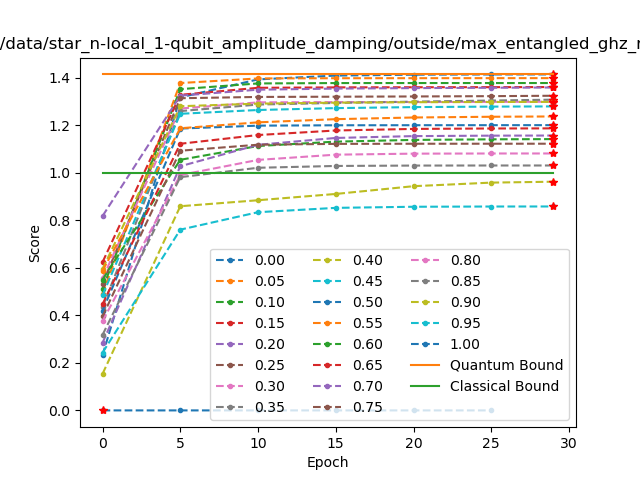 /data/star_n-local_1-qubit_amplitude_damping/outside/max_entangled_ghz_r
Score
1.4
1.2
1.0
0.8
0.6
0.4
0.2
0.0
0.00 0.40 0.80
0.05 0.45 0.85
0.10 0.50 0.90
0.15 0.55 0.95
0.20 0.60 1.00
0.25 0.65 Quantum Bound
0.30 0.70 Classical Bound
0.35 0.75
0 5 10 15 20 25 30
Epoch